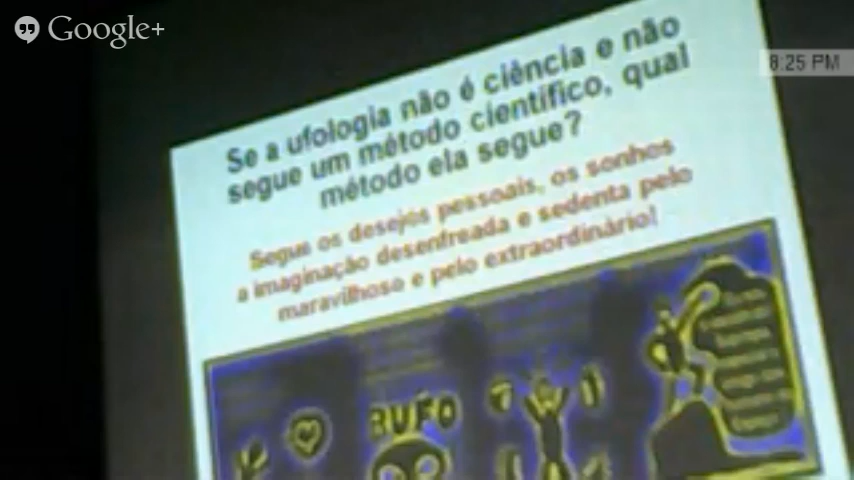 Google+
8:25 PM
Se a ufologia não é ciência e não
segue um método científico, qual
método ela segue?
Segue os desejos pessoais, os sonhos
a imaginação desenfreada e sedenta pelo
maravilhoso e pelo extraordinário!
BUFO